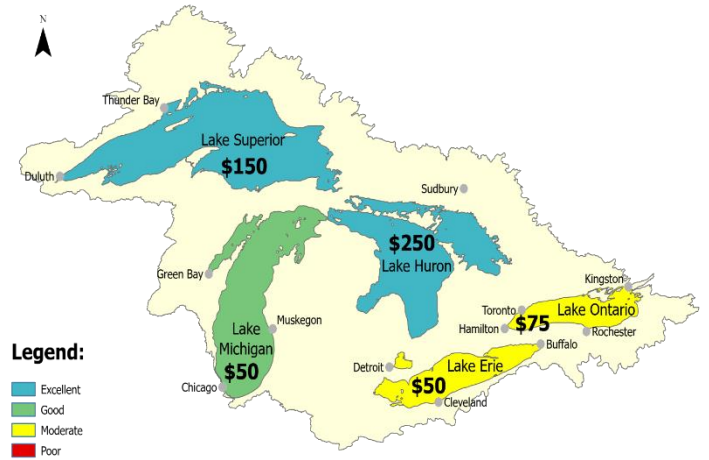 N
Thunder Bay
Lake Superior
$150
Duluth
Sudbury
$250
Lake Huron
Green Bay
Kingston
Toronto
Lake Ontario
$75
Hamilton
Rochester
Muskegon
Buffalo
Lake
Michigan
$50
Detroit
Lake Erie
$50
Chicago
Cleveland
Legend:
Excellent
Good
Moderate
Poor